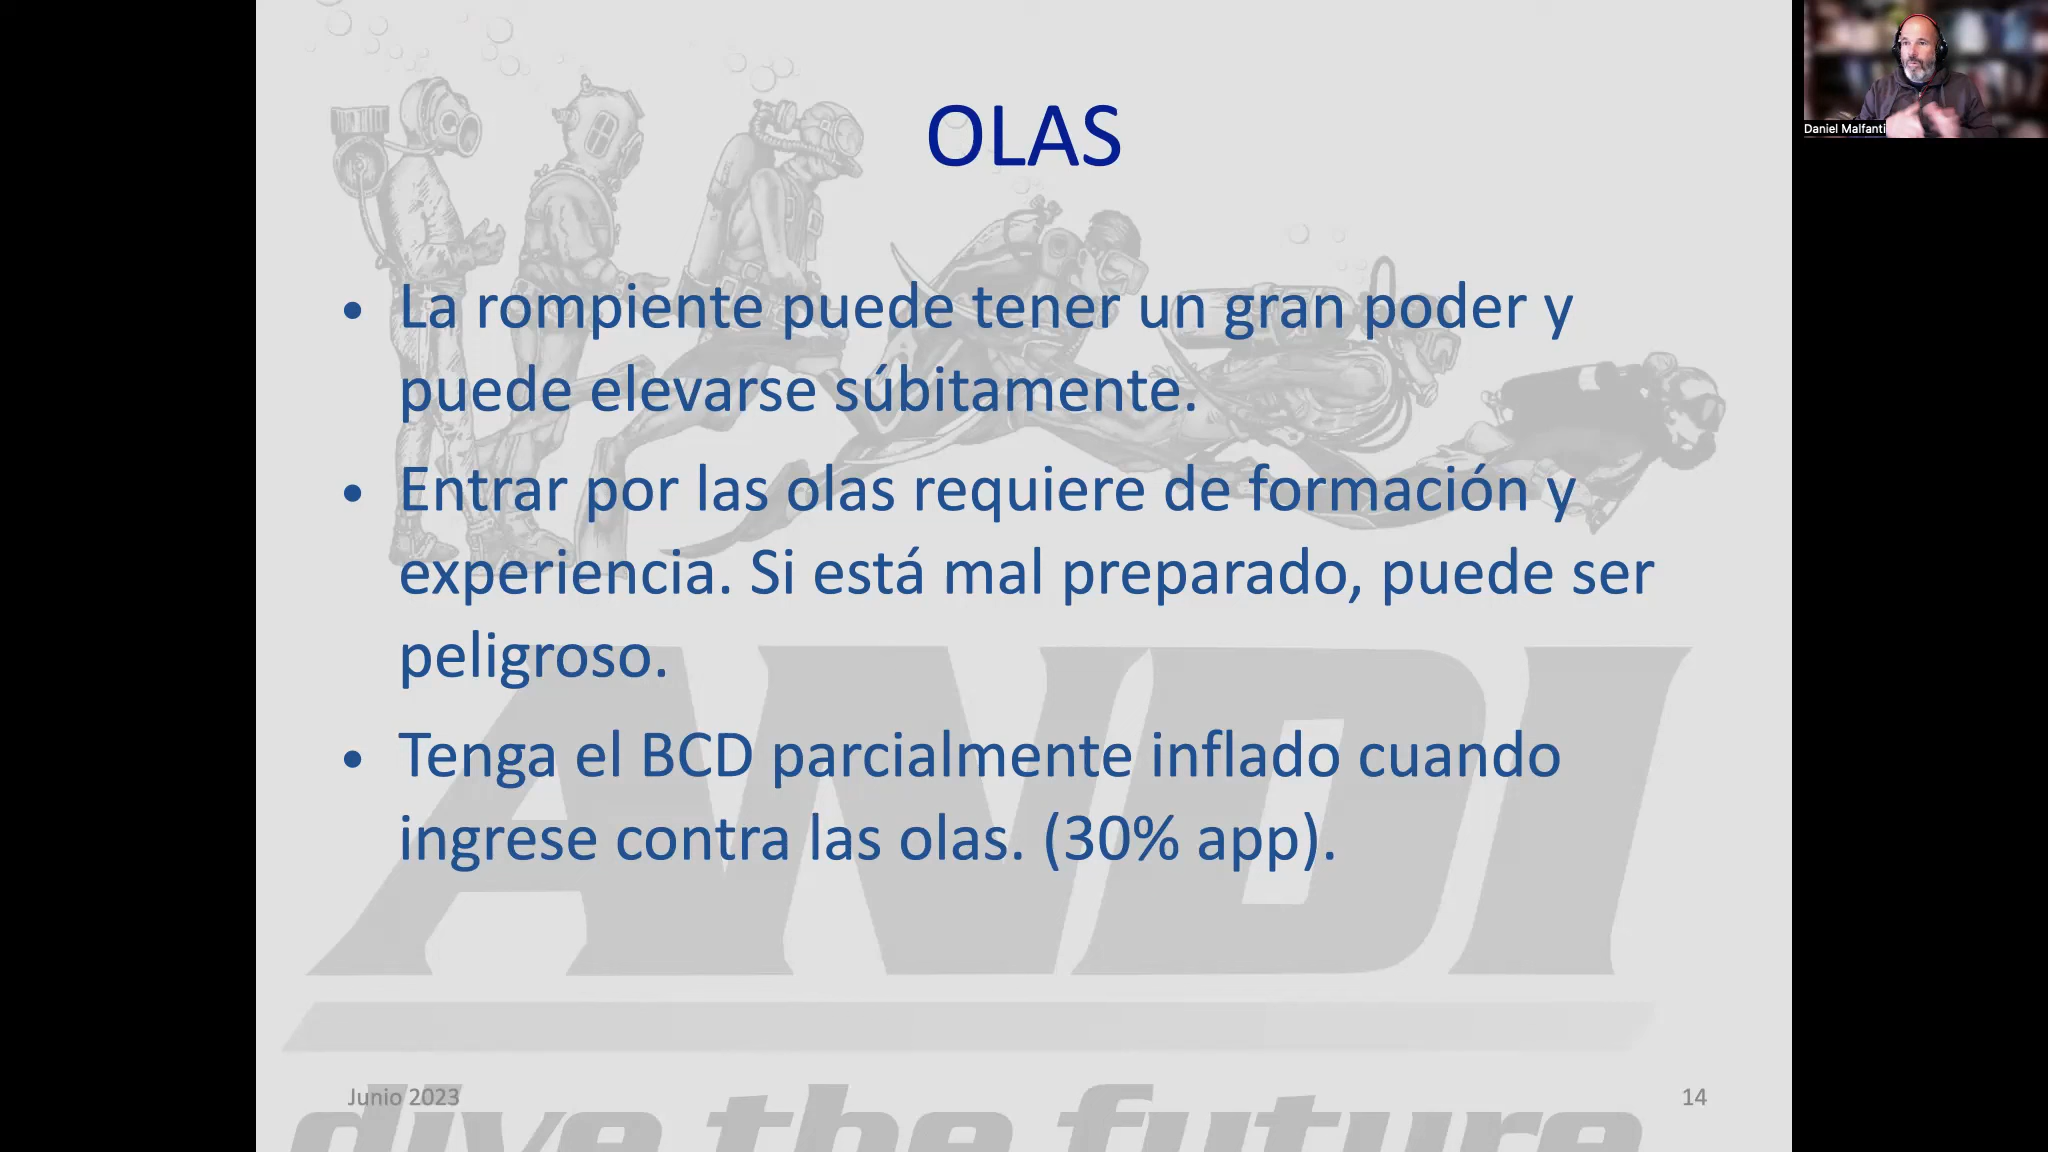 OLAS
• La rompiente puede tener un gran poder y
puede elevarse súbitamente.
• Entrar por las olas requiere de formación y
experiencia. Si está mal preparado, puede ser
peligroso.
• Tenga el BCD parcialmente inflado cuando
ingrese contra las olas. (30% app).
ANDI
dive the future
Junio 2023
14
Daniel Malfanti